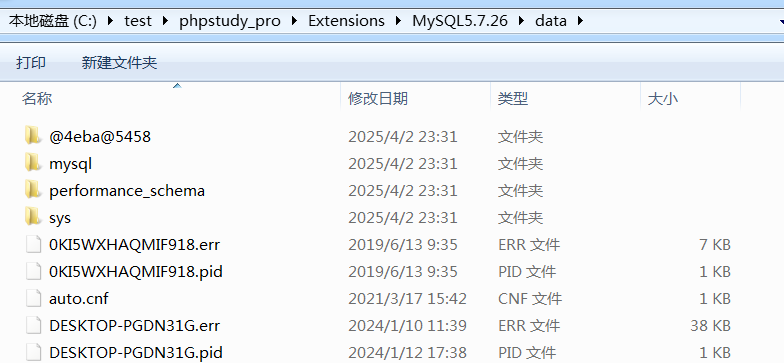 本地磁盘 (C:) ▸ test ▸ phpstudy_pro ▸ Extensions ▸ MySQL5.7.26 ▸ data ▸
打印 新建文件夹
名称 修改日期 类型 大小
@4eba@5458 2025/4/2 23:31 文件夹
mysql 2025/4/2 23:31 文件夹
performance_schema 2025/4/2 23:31 文件夹
sys 2025/4/2 23:31 文件夹
0KI5WXHAQMIF918.err 2019/6/13 9:35 ERR 文件 7 KB
0KI5WXHAQMIF918.pid 2019/6/13 9:35 PID 文件 1 KB
auto.cnf 2021/3/17 15:42 CNF 文件 1 KB
DESKTOP-PGDN31G.err 2024/1/10 11:39 ERR 文件 38 KB
DESKTOP-PGDN31G.pid 2024/1/12 17:38 PID 文件 1 KB